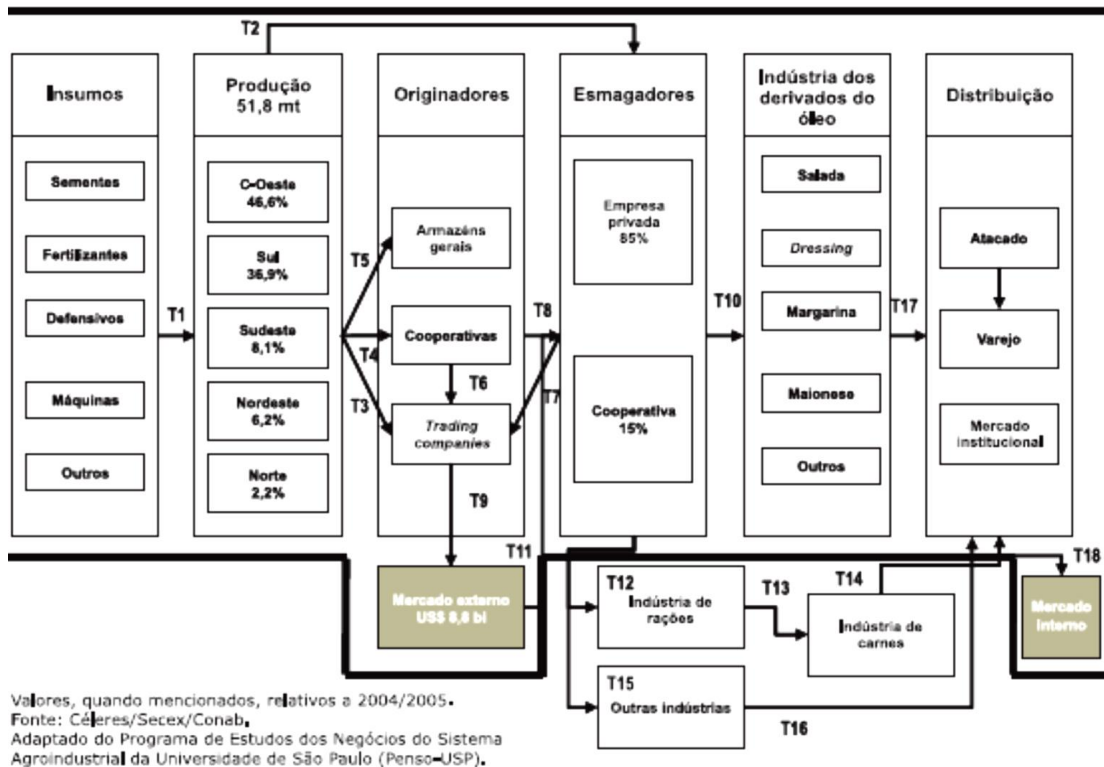 T2
Insumos
Sementes
Fertilizantes
Defensivos
Máquinas
Outros
T1
Produção
51,8 mt
C-Oeste
46,6%
Sul
36,9%
Sudeste
8,1%
Nordeste
6,2%
Norte
2,2%
T5
T4
T3
Originadores
Armazéns
gerais
Cooperativas
T6
Trading
companies
T9
T8
T7
Esmagadores
Empresa
privada
85%
Cooperativa
15%
T10
Indústria dos
derivados do
óleo
Salada
Dressing
Margarina
Maionese
Outros
T17
Distribuição
Atacado
Varejo
Mercado
institucional
Mercado externo
US$ 8,8 bi
T11
T12
Indústria de
rações
T13
T14
Indústria de
carnes
T15
Outras indústrias
T16
T18
Mercado
interno
Valores, quando mencionados, relativos a 2004/2005.
Fonte: Céleres/Secex/Conab.
Adaptado do Programa de Estudos dos Negócios do Sistema
Agroindustrial da Universidade de São Paulo (Penso-USP).